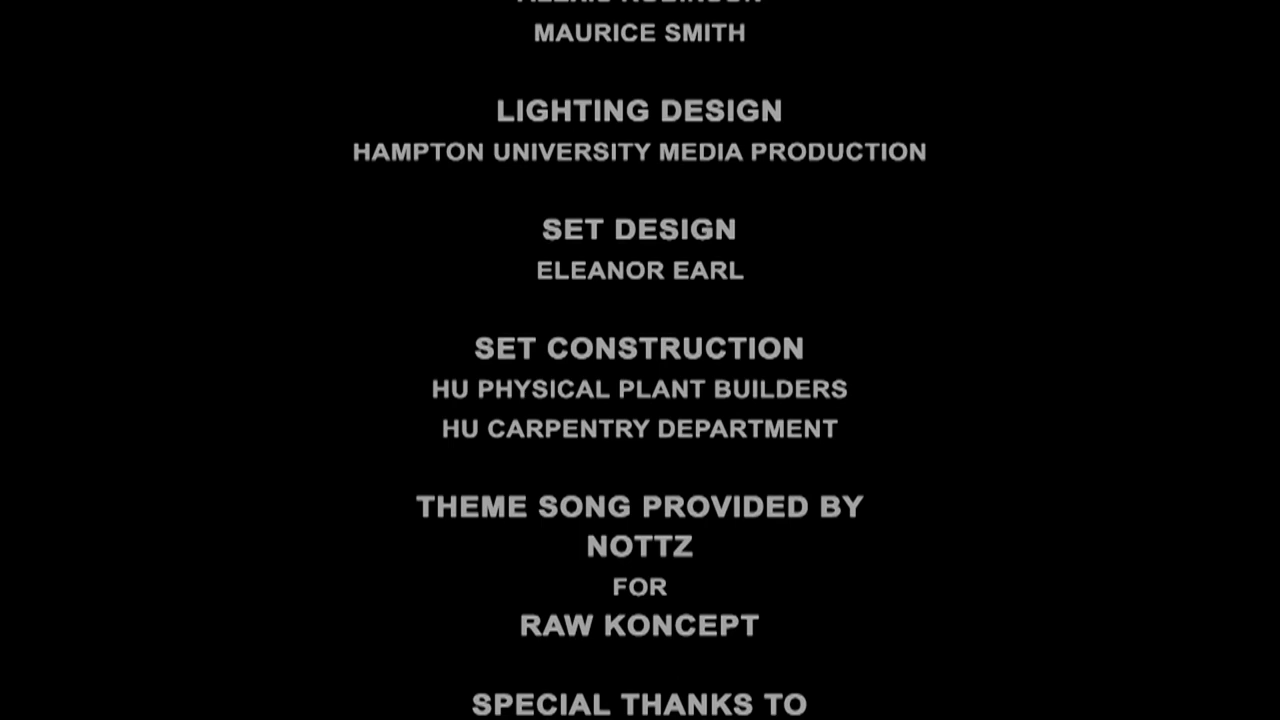 MAURICE SMITH
LIGHTING DESIGN
HAMPTON UNIVERSITY MEDIA PRODUCTION
SET DESIGN
ELEANOR EARL
SET CONSTRUCTION
HU PHYSICAL PLANT BUILDERS
HU CARPENTRY DEPARTMENT
THEME SONG PROVIDED BY
NOTTZ
FOR
RAW KONCEPT
SPECIAL THANKS TO